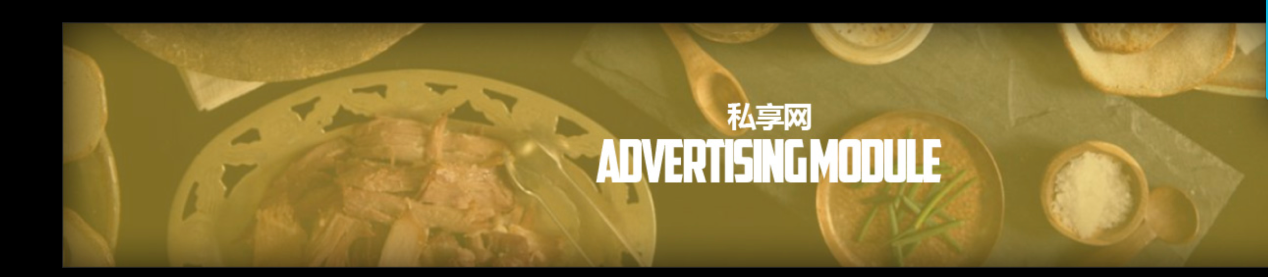 私享网
ADVERTISING MODULE